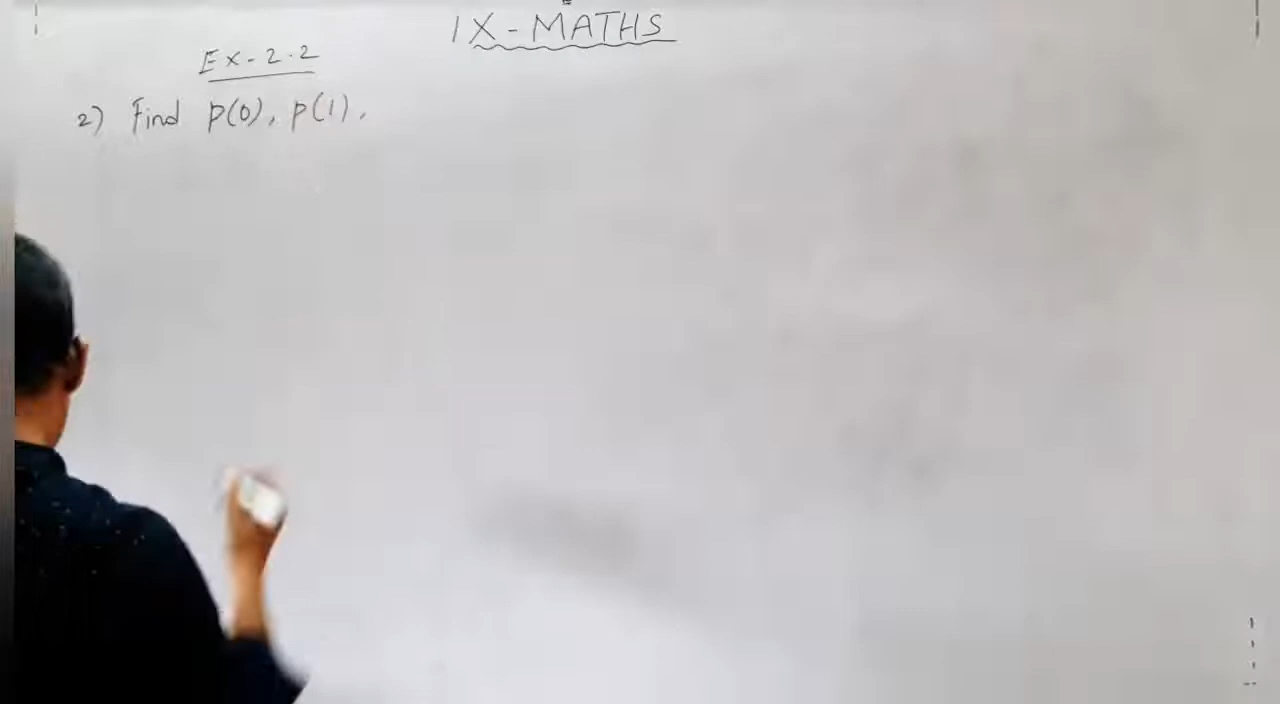 IX-MATHS
Ex-2.2
2) Find p(0), p(1),